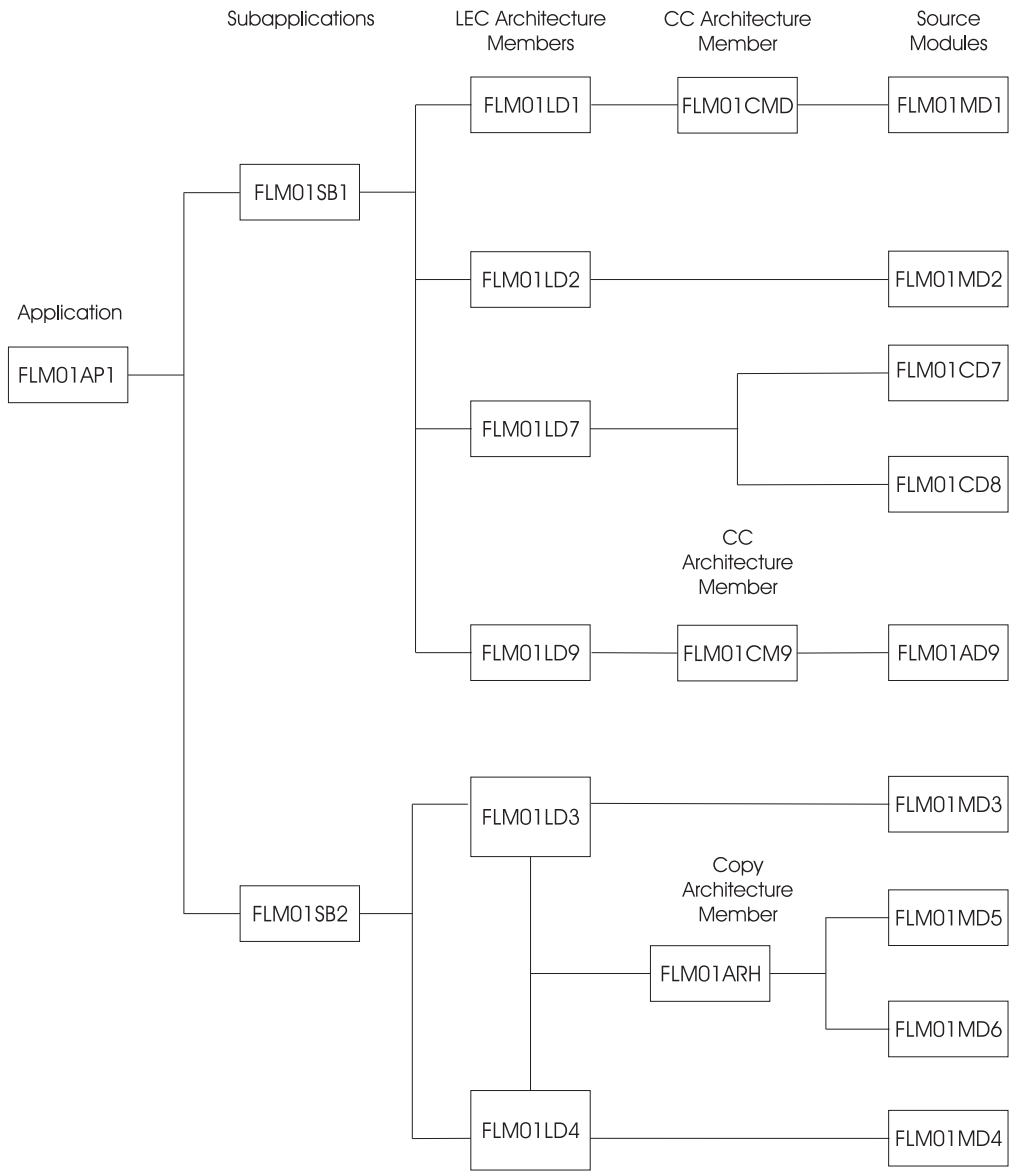 Subapplications
LEC Architecture
Members
CC Architecture
Member
Source
Modules
FLM01LD1
FLM01CMD
FLM01MD1
FLM01SB1
FLM01LD2
FLM01MD2
Application
FLM01AP1
FLM01CD7
FLM01LD7
FLM01CD8
CC
Architecture
Member
FLM01LD9
FLM01CM9
FLM01AD9
FLM01LD3
FLM01MD3
Copy
Architecture
Member
FLM01SB2
FLM01MD5
FLM01ARH
FLM01MD6
FLM01LD4
FLM01MD4